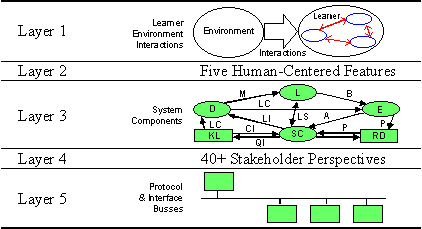 Layer 1
Learner
Environment
Interactions
Environment
Interactions
Learner
Layer 2
Five Human-Centered Features
Layer 3
System
Components
M
L
B
D
LC
E
LI
LS
A
LC
P
P
KL
CI
SC
RD
QI
Layer 4
40+ Stakeholder Perspectives
Layer 5
Protocol
& Interface
Busses